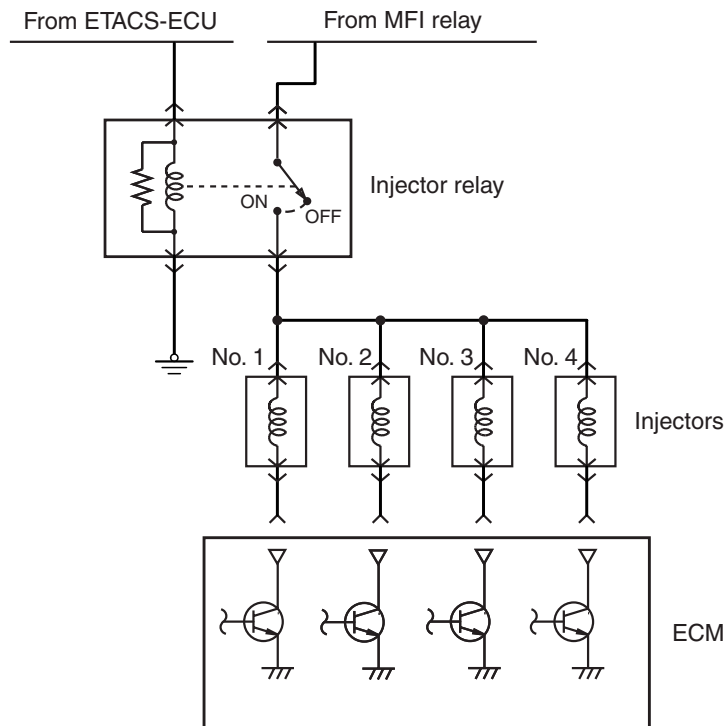 From ETACS-ECU
From MFI relay
Injector relay
ON
OFF
No. 1
No. 2
No. 3
No. 4
Injectors
ECM